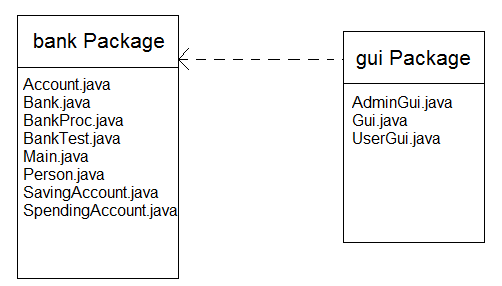 bank Package
Account.java
Bank.java
BankProc.java
BankTest.java
Main.java
Person.java
SavingAccount.java
SpendingAccount.java
gui Package
AdminGui.java
Gui.java
UserGui.java